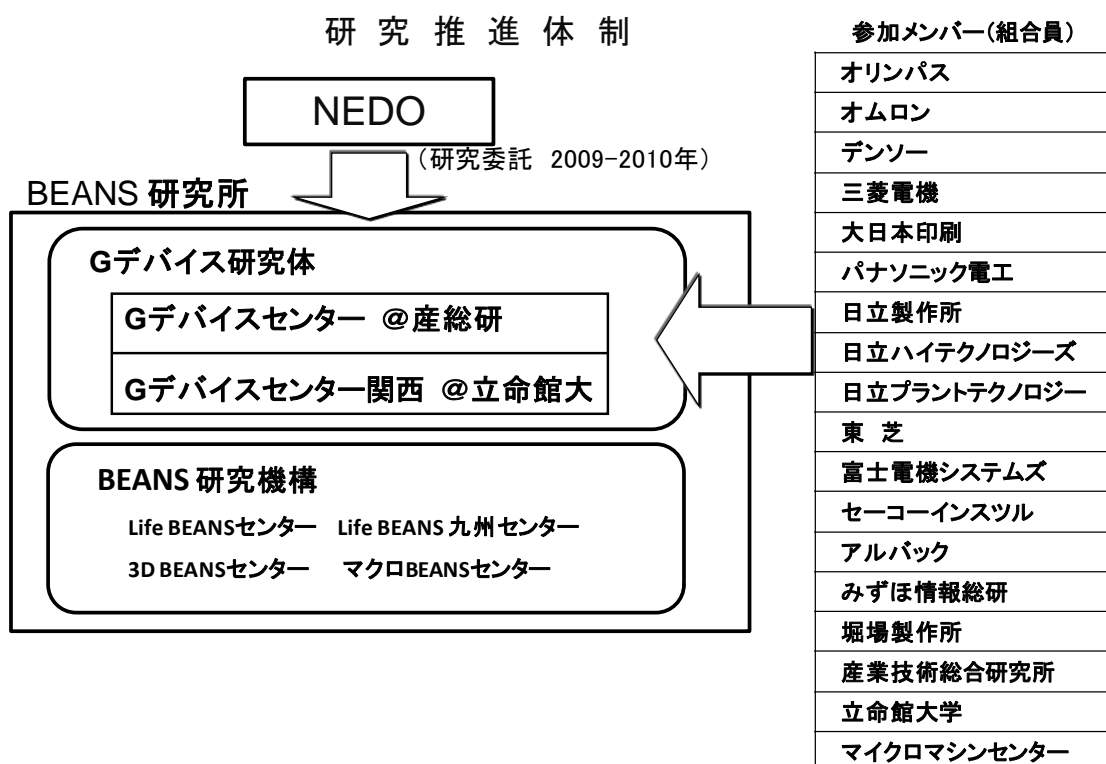 研 究 推 進 体 制
NEDO
(研究委託 2009-2010年)
BEANS 研究所
Gデバイス研究体
Gデバイスセンター @産総研
Gデバイスセンター関西 @立命館大
BEANS 研究機構
Life BEANSセンター Life BEANS 九州センター
3D BEANSセンター マクロBEANSセンター
参加メンバー(組合員)
オリンパス
オムロン
デンソー
三菱電機
大日本印刷
パナソニック電工
日立製作所
日立ハイテクノロジーズ
日立プラントテクノロジー
東 芝
富士電機システムズ
セーコーインスツル
アルバック
みずほ情報総研
堀場製作所
産業技術総合研究所
立命館大学
マイクロマシンセンター